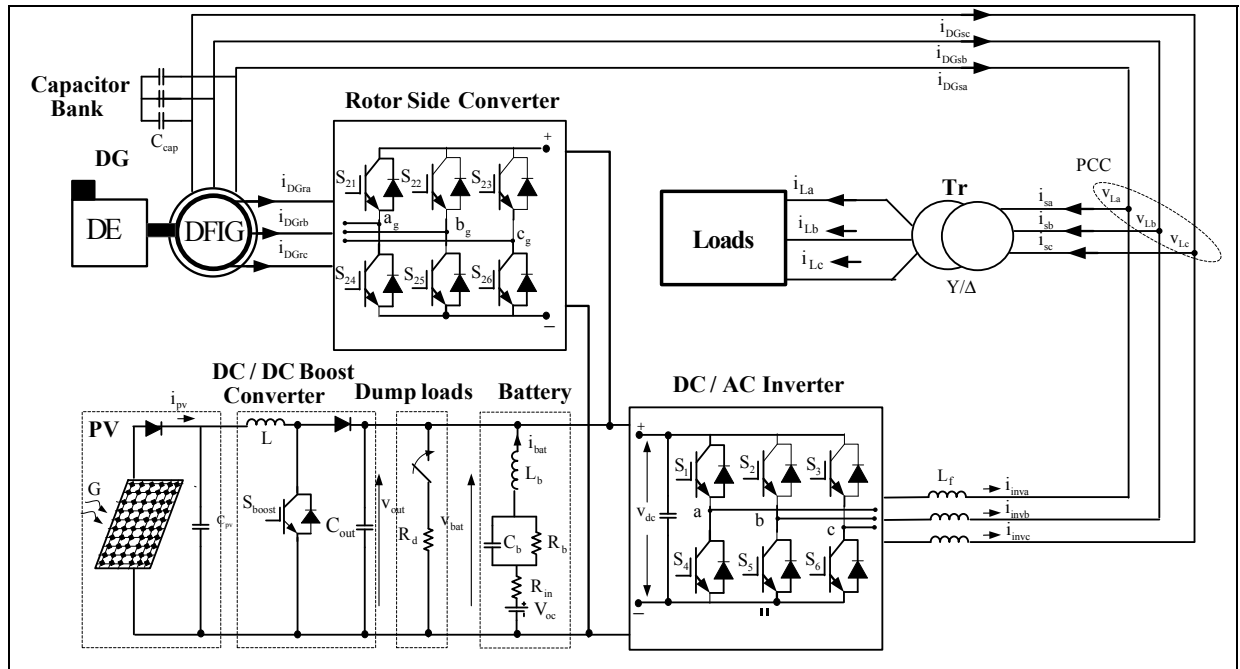 i_DGsc
i_DGsb
i_DGsa
Capacitor
Bank
C_cap
Rotor Side Converter
DG
DE
DFIG
i_DGra
i_DGrb
i_DGrc
S_21
S_22
S_23
a_g
b_g
c_g
S_24
S_25
S_26
+
−
Loads
i_La
i_Lb
i_Lc
Tr
Y/Δ
i_sa
i_sb
i_sc
PCC
v_La
v_Lb
v_Lc
DC / DC Boost
Converter
Dump loads
Battery
DC / AC Inverter
PV
i_pv
G
C_pv
L
S_boost
C_out
v_out
R_d
v_bat
i_bat
L_b
C_b
R_b
R_in
V_oc
+
−
v_dc
S_1
S_2
S_3
a
b
c
S_4
S_5
S_6
L_f
i_inva
i_invb
i_invc